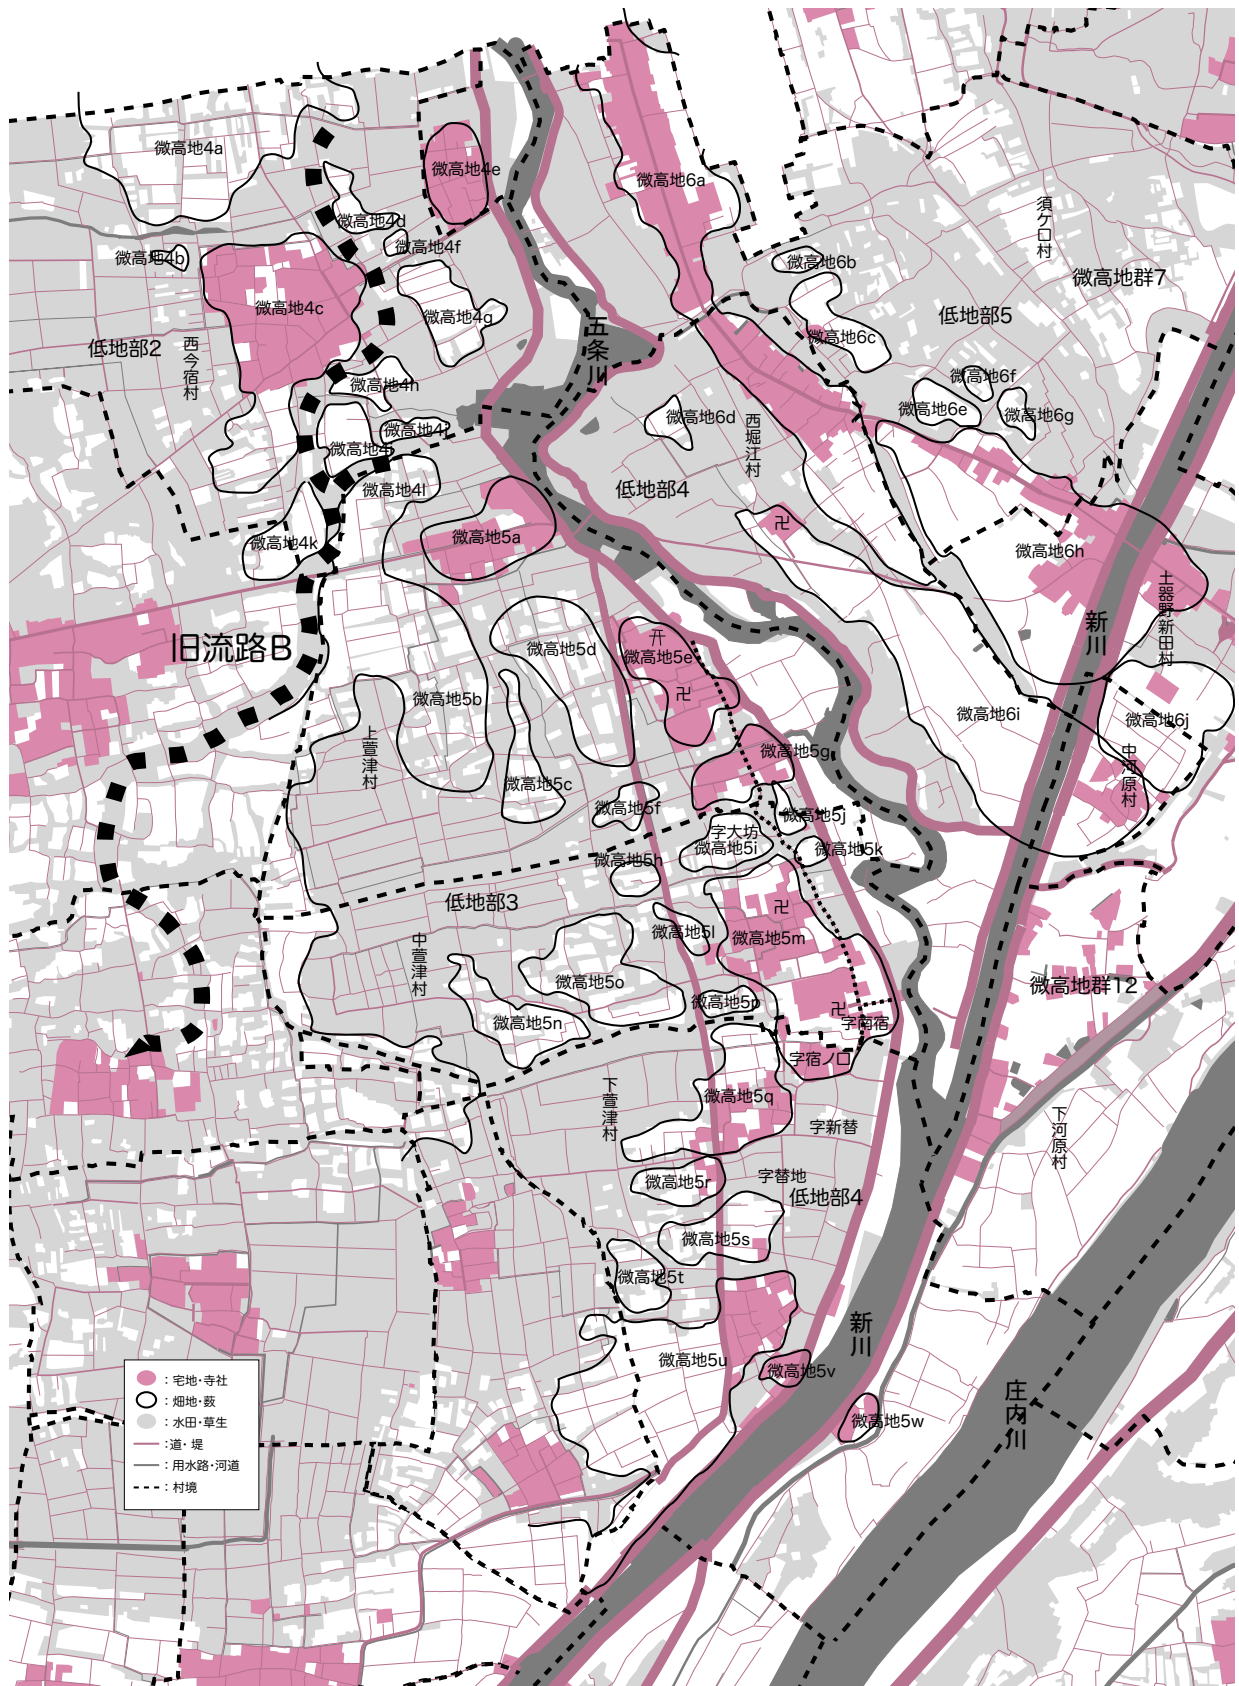 微高地4a
微高地4e
微高地6a
微高地4d
微高地4f
微高地4b
須ケ口村
微高地6b
微高地群7
微高地4c
微高地4g
五条川
低地部5
微高地6c
低地部2
西今宿村
微高地4h
微高地6f
微高地6e
微高地6g
微高地6d
西堀江村
微高地4j
微高地4i
微高地4l
低地部4
微高地4k
微高地5a
卍
微高地6h
土器野新田村
新川
旧流路B
微高地5d
微高地5e
卍
微高地5b
微高地6i
微高地6j
上萱津村
微高地5g
中河原村
微高地5c
微高地5f
微高地5j
字大坊
微高地5i
微高地5k
微高地5h
低地部3
卍
微高地5l
微高地5m
中萱津村
微高地5o
微高地群12
微高地5p
卍
字南宿
微高地5n
字宿ノ口
微高地5q
下萱津村
字新替
下河原村
字替地
微高地5r
低地部4
微高地5s
微高地5t
新川
微高地5u
微高地5v
庄内川
微高地5w
：宅地・寺社
：畑地・薮
：水田・草生
：道・堤
：用水路・河道
：村境